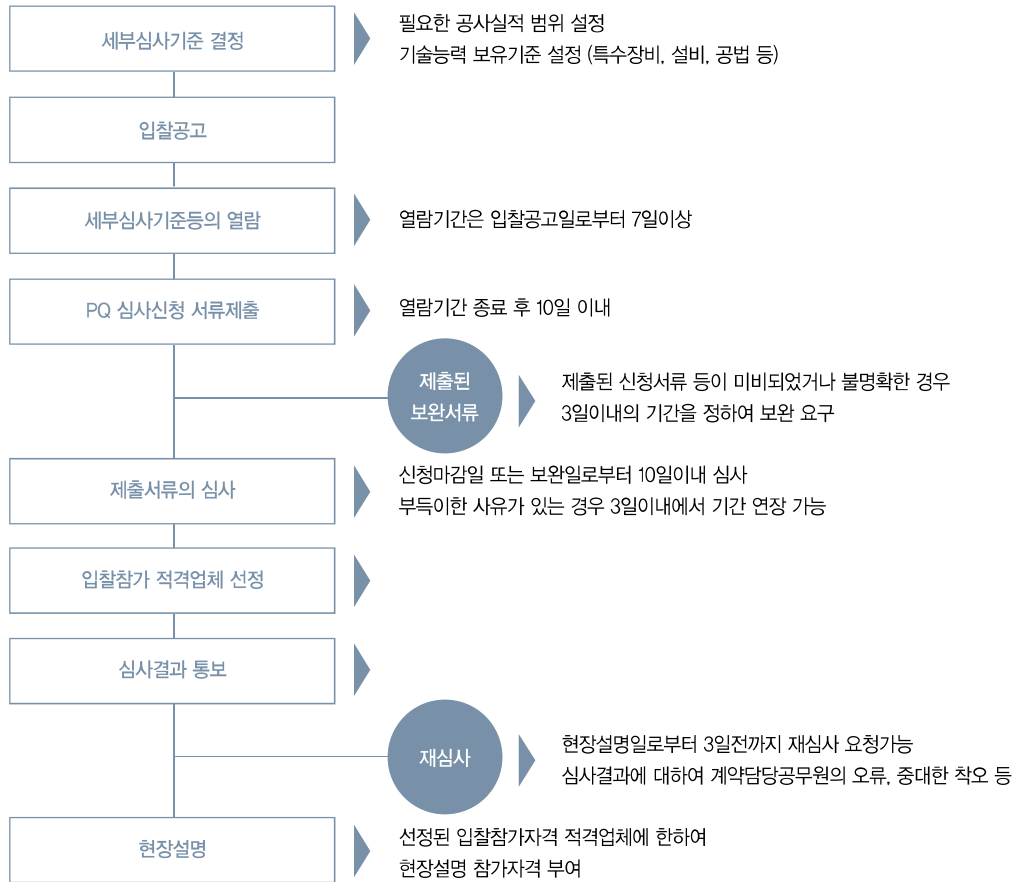 세부심사기준 결정
필요한 공사실적 범위 설정
기술능력 보유기준 설정 (특수장비, 설비, 공법 등)
입찰공고
세부심사기준등의 열람
열람기간은 입찰공고일로부터 7일이상
PQ 심사신청 서류제출
열람기간 종료 후 10일 이내
제출된
보완서류
제출된 신청서류 등이 미비되었거나 불명확한 경우
3일이내의 기간을 정하여 보완 요구
제출서류의 심사
신청마감일 또는 보완일로부터 10일이내 심사
부득이한 사유가 있는 경우 3일이내에서 기간 연장 가능
입찰참가 적격업체 선정
심사결과 통보
재심사
현장설명일로부터 3일전까지 재심사 요청가능
심사결과에 대하여 계약담당공무원의 오류, 중대한 착오 등
현장설명
선정된 입찰참가자격 적격업체에 한하여
현장설명 참가자격 부여